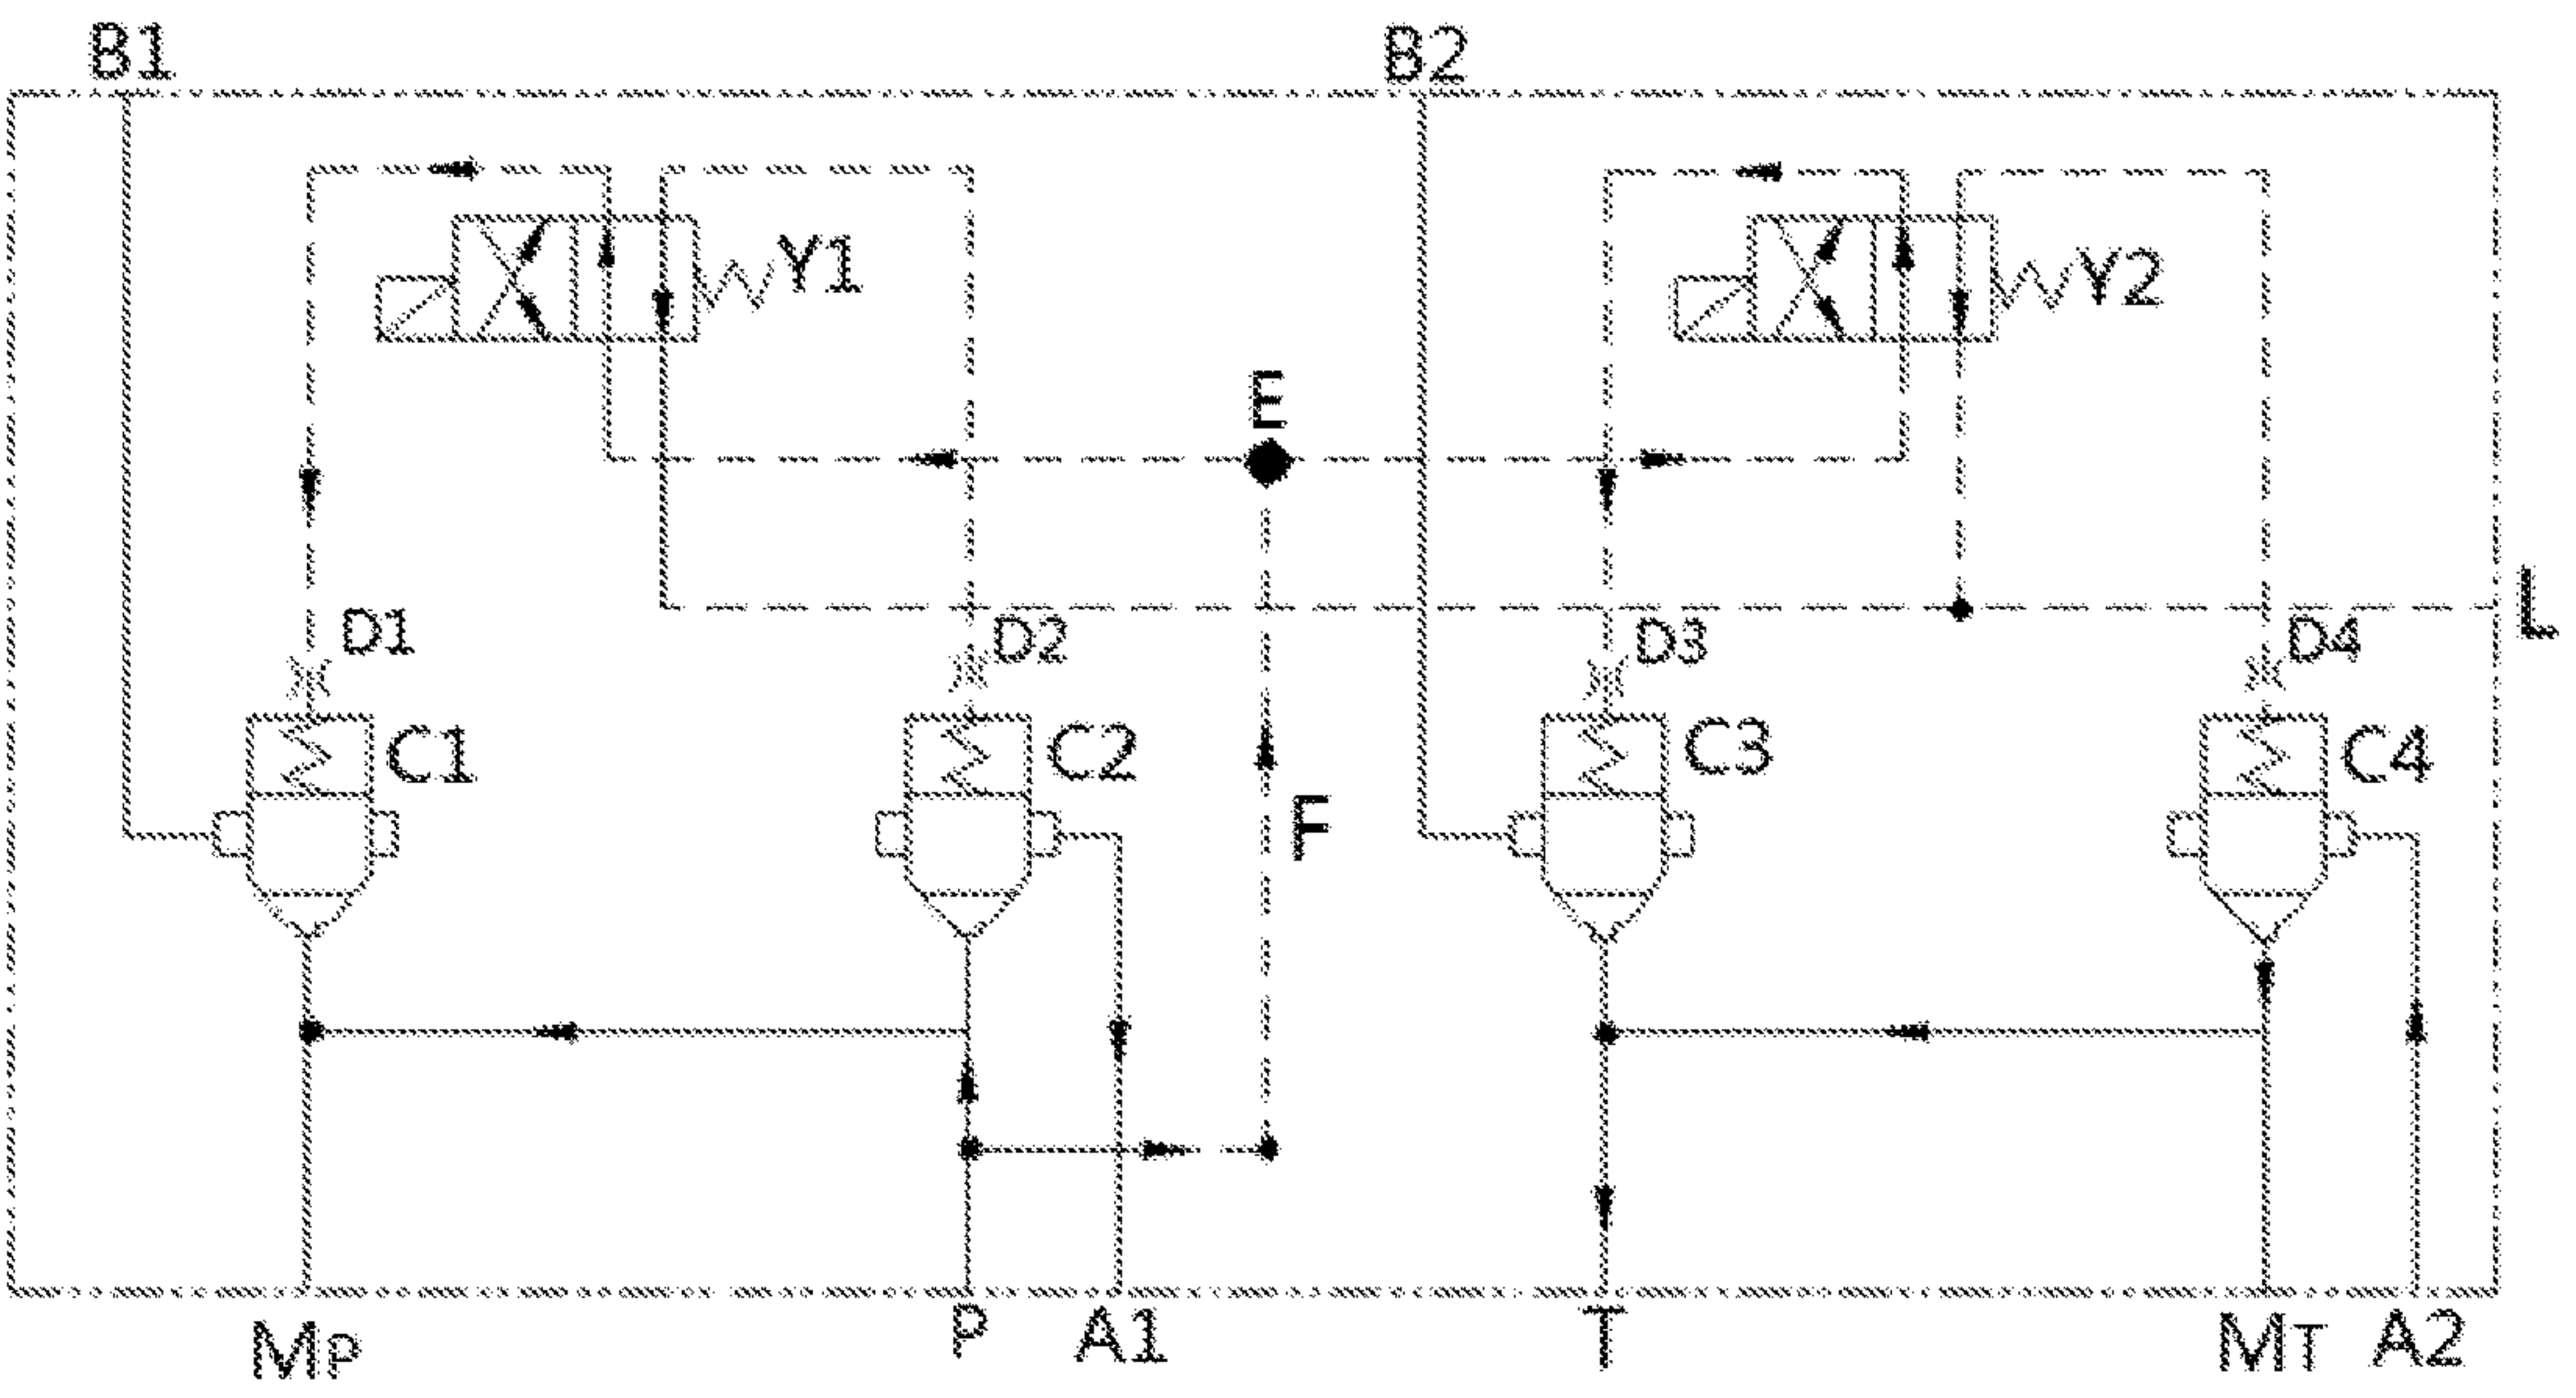 B1 B2
Y1 Y2
E
L
D1 D2 D3 D4
C1 C2 C3 C4
F
MP P A1 T MT A2